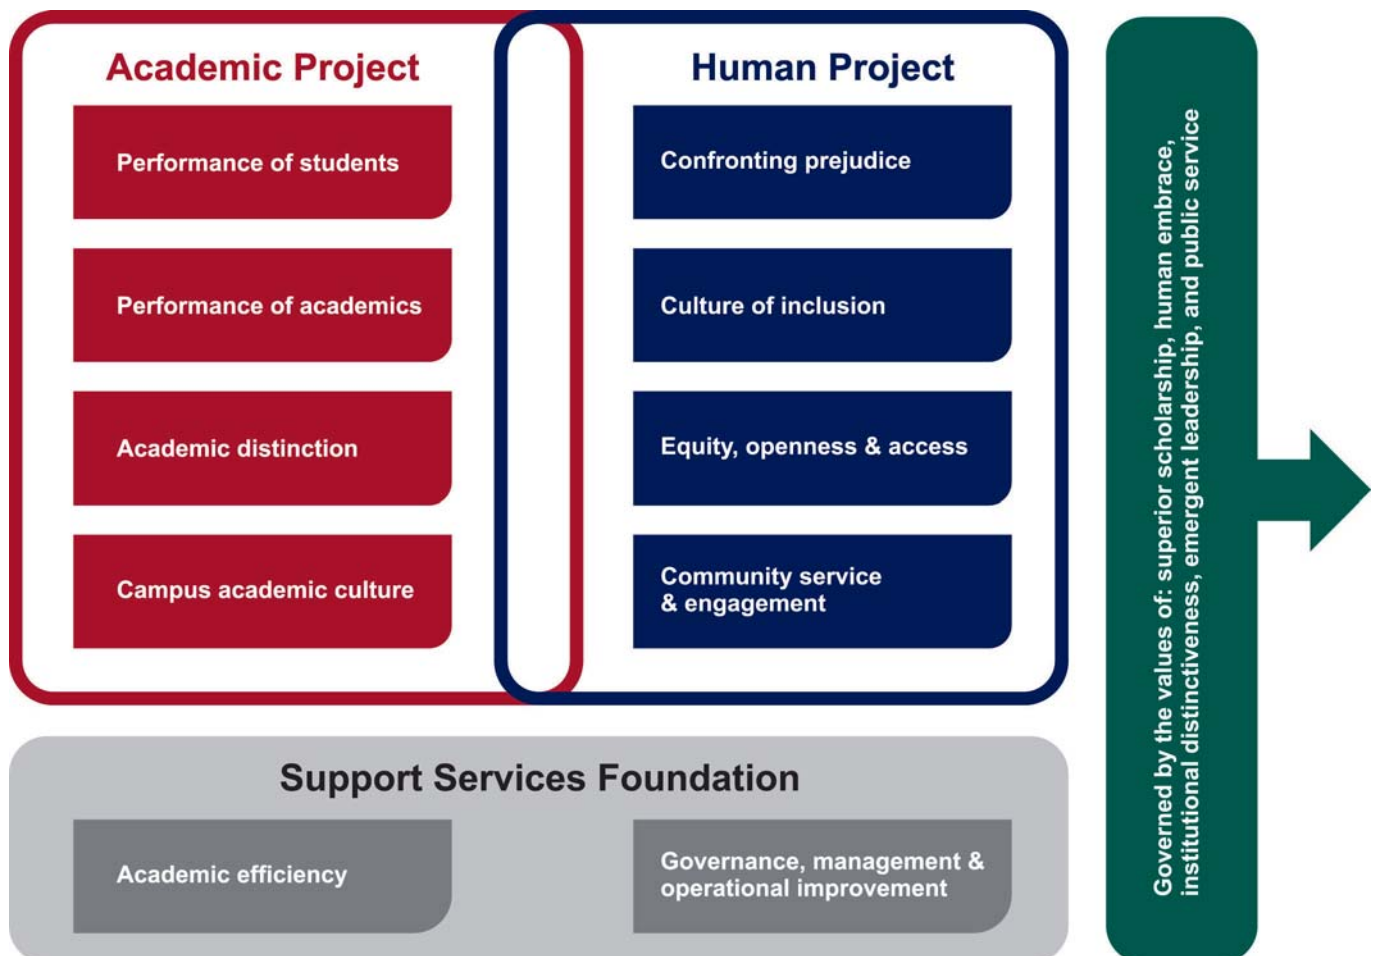 Academic Project
Performance of students
Performance of academics
Academic distinction
Campus academic culture
Human Project
Confronting prejudice
Culture of inclusion
Equity, openness & access
Community service
& engagement
Support Services Foundation
Academic efficiency
Governance, management &
operational improvement
Governed by the values of: superior scholarship, human embrace,
institutional distinctiveness, emergent leadership, and public service